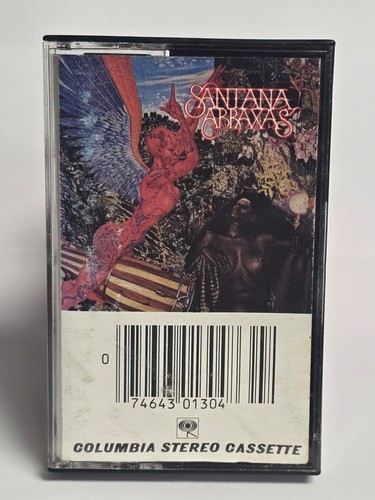 SANTANA
ABRAXAS
0
74643 01304
COLUMBIA STEREO CASSETTE